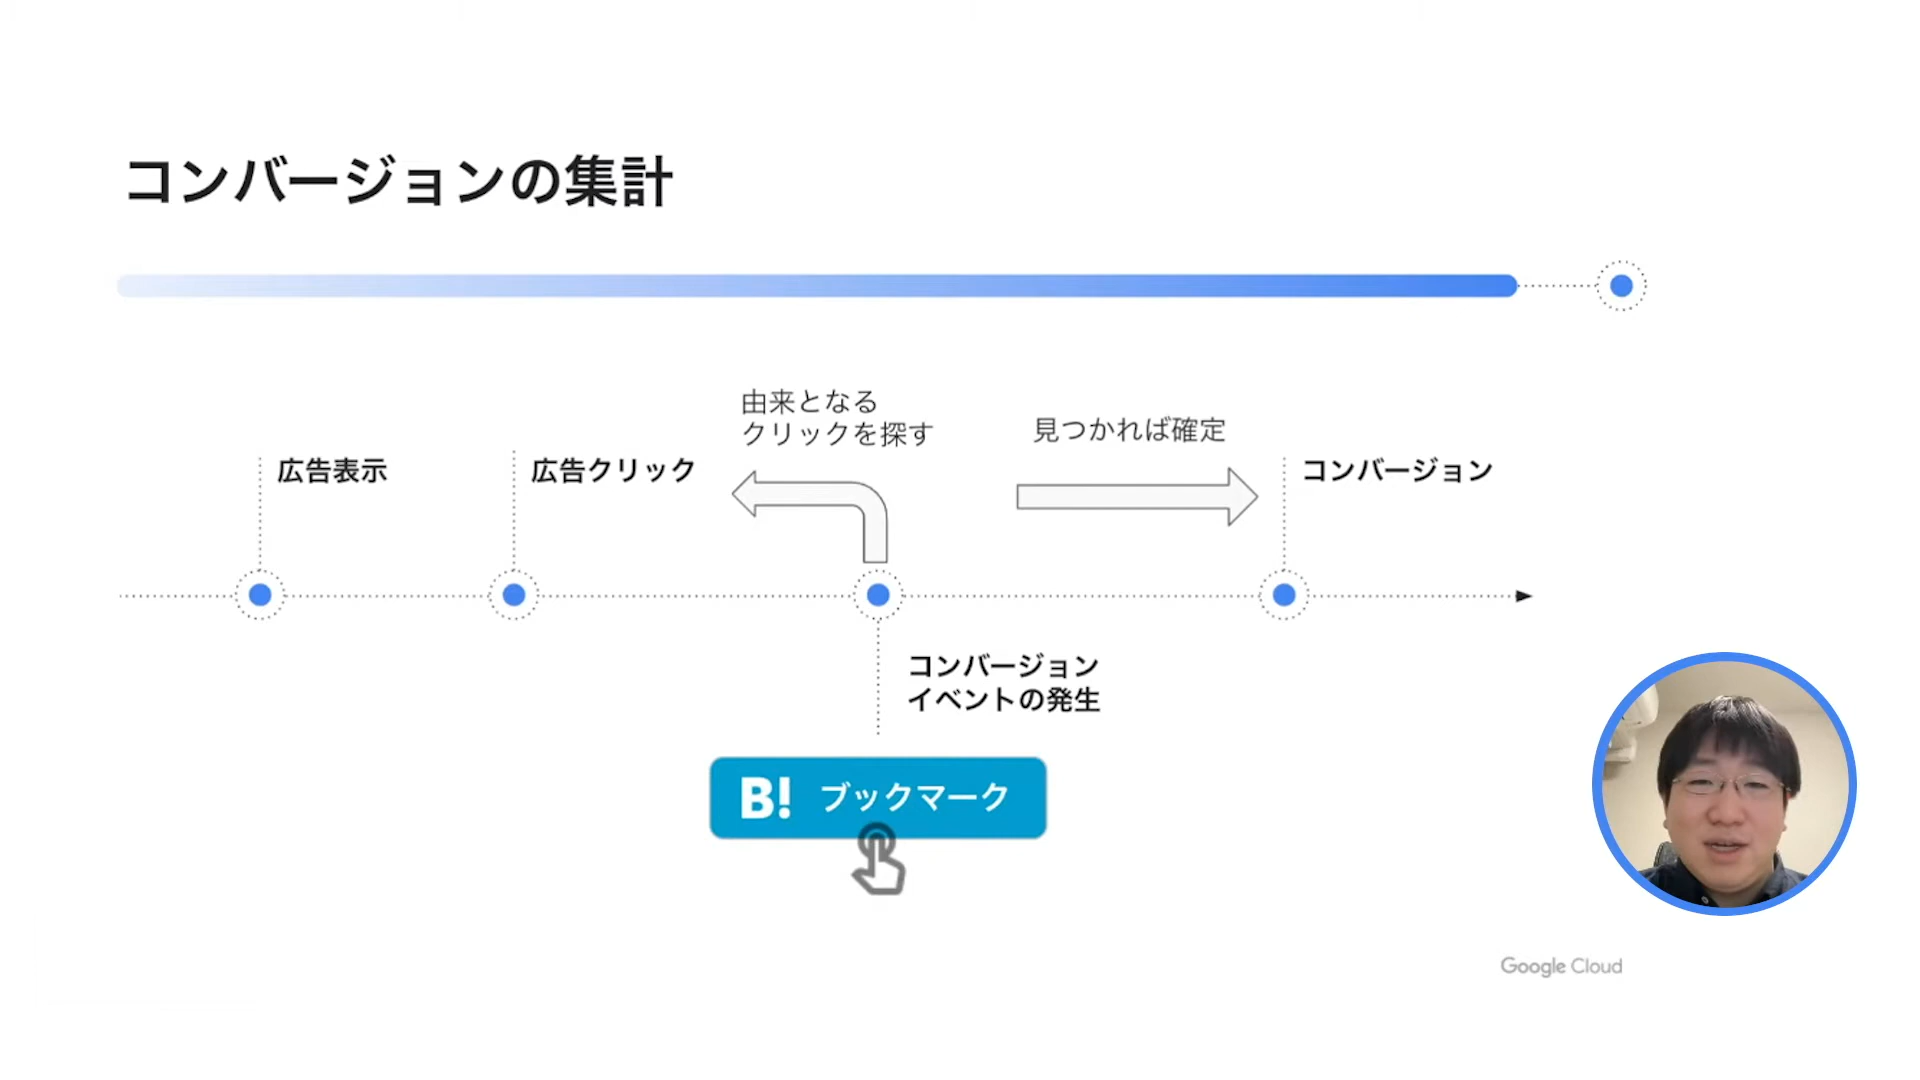 コンバージョンの集計
由来となる
クリックを探す
見つかれば確定
広告表示
広告クリック
コンバージョン
コンバージョン
イベントの発生
B! ブックマーク
Google Cloud